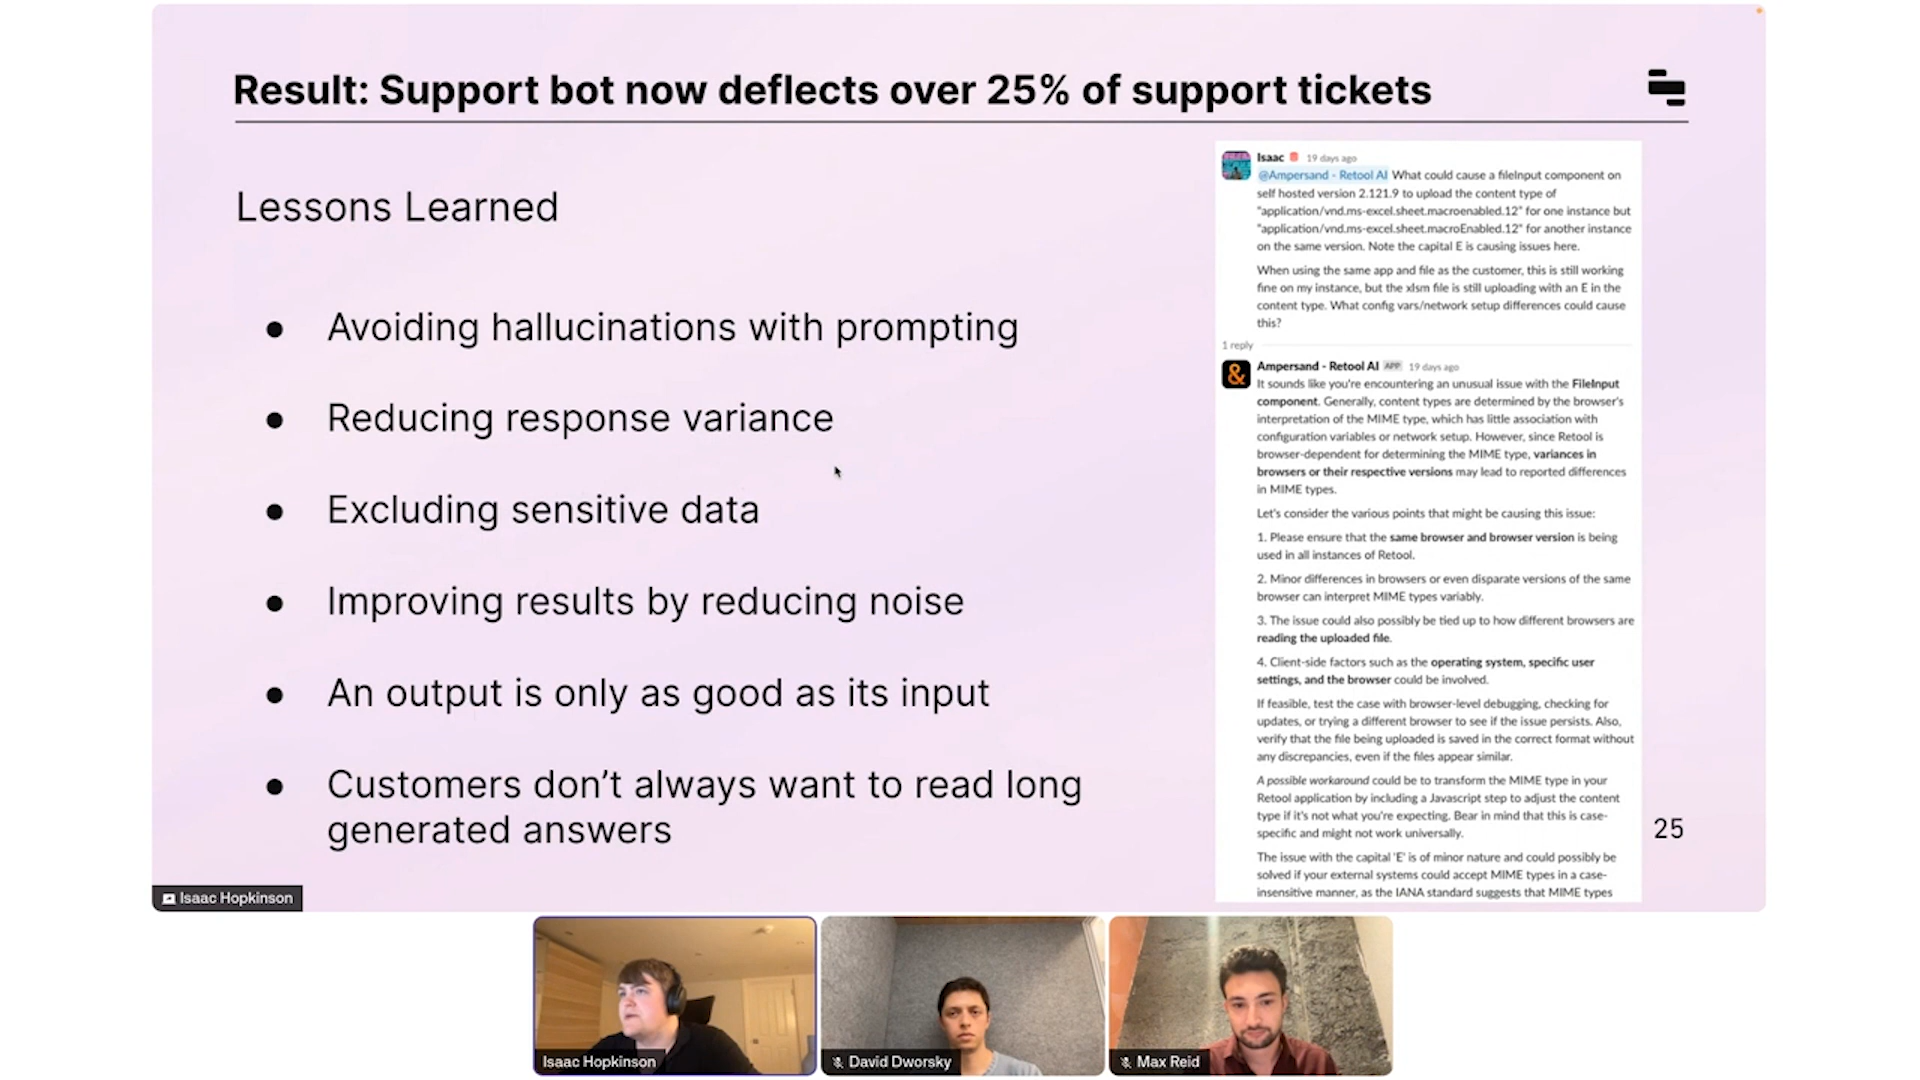 Result: Support bot now deflects over 25% of support tickets
Lessons Learned
● Avoiding hallucinations with prompting
● Reducing response variance
● Excluding sensitive data
● Improving results by reducing noise
● An output is only as good as its input
● Customers don’t always want to read long
generated answers
Isaac 19 days ago
@Ampersand - Retool AI What could cause a fileInput component on
self hosted version 2.121.9 to upload the content type of
"application/vnd.ms-excel.sheet.macroenabled.12" for one instance but
"application/vnd.ms-excel.sheet.macroEnabled.12" for another instance
on the same version. Note the capital E is causing issues here.
When using the same app and file as the customer, this is still working
fine on my instance, but the xlsm file is still uploading with an E in the
content type. What config vars/network setup differences could cause
this?
1 reply
&
Ampersand - Retool AI APP 19 days ago
It sounds like you're encountering an unusual issue with the FileInput
component. Generally, content types are determined by the browser's
interpretation of the MIME type, which has little association with
configuration variables or network setup. However, since Retool is
browser-dependent for determining the MIME type, variances in
browsers or their respective versions may lead to reported differences
in MIME types.
Let's consider the various points that might be causing this issue:
1. Please ensure that the same browser and browser version is being
used in all instances of Retool.
2. Minor differences in browsers or even disparate versions of the same
browser can interpret MIME types variably.
3. The issue could also possibly be tied up to how different browsers are
reading the uploaded file.
4. Client-side factors such as the operating system, specific user
settings, and the browser could be involved.
If feasible, test the case with browser-level debugging, checking for
updates, or trying a different browser to see if the issue persists. Also,
verify that the file being uploaded is saved in the correct format without
any discrepancies, even if the files appear similar.
A possible workaround could be to transform the MIME type in your
Retool application by including a Javascript step to adjust the content
type if it's not what you're expecting. Bear in mind that this is case-
specific and might not work universally.
The issue with the capital 'E' is of minor nature and could possibly be
solved if your external systems could accept MIME types in a case-
insensitive manner, as the IANA standard suggests that MIME types
25
Isaac Hopkinson
Isaac Hopkinson
David Dworsky
Max Reid